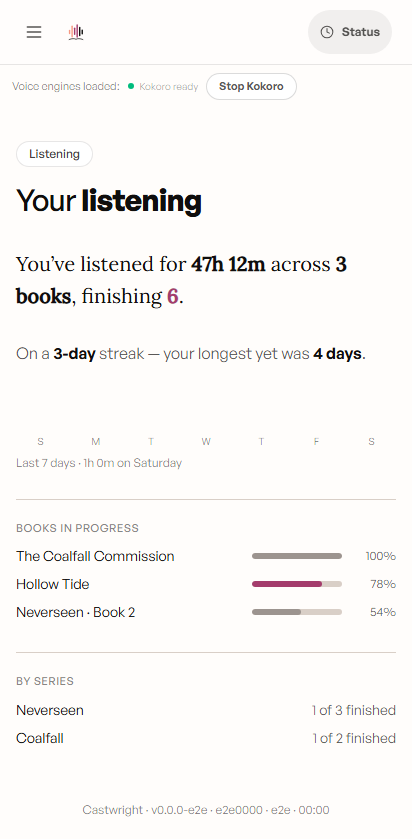 Status
Voice engines loaded: Kokoro ready Stop Kokoro
Listening
Your listening
You've listened for 47h 12m across 3
books, finishing 6.
On a 3-day streak — your longest yet was 4 days.
S M T W T F S
Last 7 days · 1h 0m on Saturday
BOOKS IN PROGRESS
The Coalfall Commission 100%
Hollow Tide 78%
Neverseen · Book 2 54%
BY SERIES
Neverseen 1 of 3 finished
Coalfall 1 of 2 finished
Castwright · v0.0.0-e2e · e2e0000 · e2e · 00:00